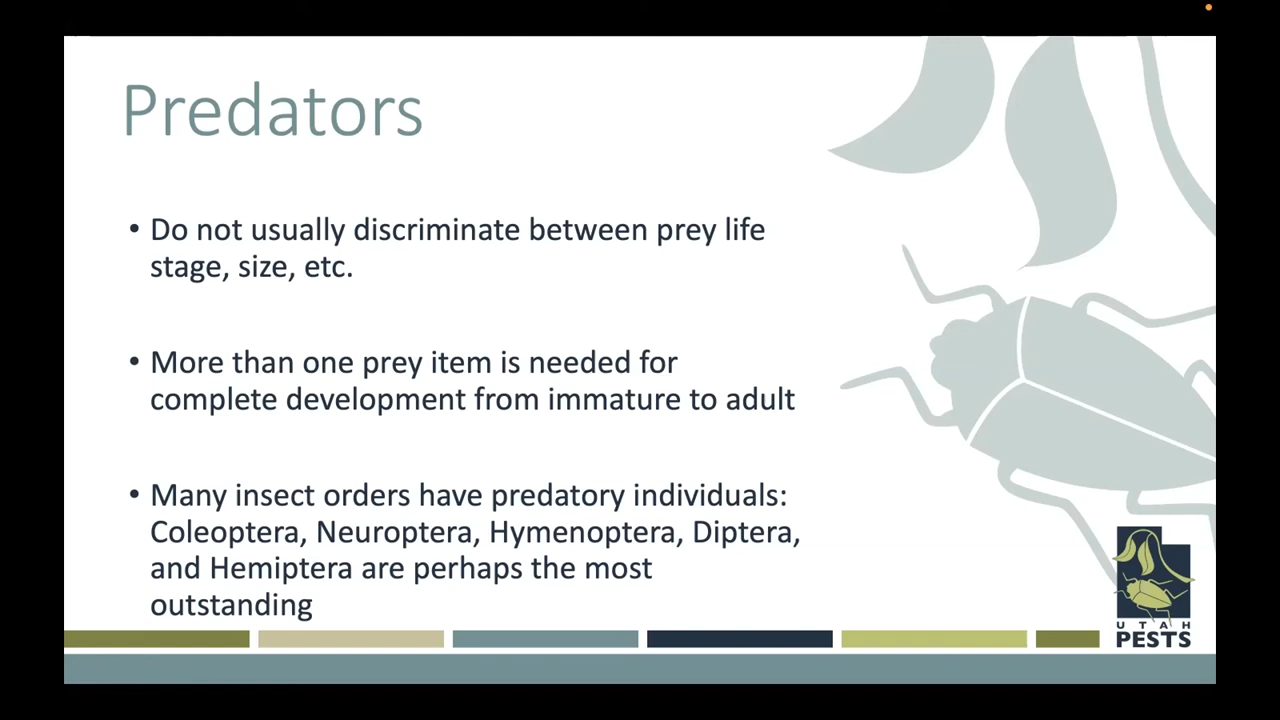 Predators
• Do not usually discriminate between prey life
stage, size, etc.
• More than one prey item is needed for
complete development from immature to adult
• Many insect orders have predatory individuals:
Coleoptera, Neuroptera, Hymenoptera, Diptera,
and Hemiptera are perhaps the most
outstanding
UTAH
PESTS